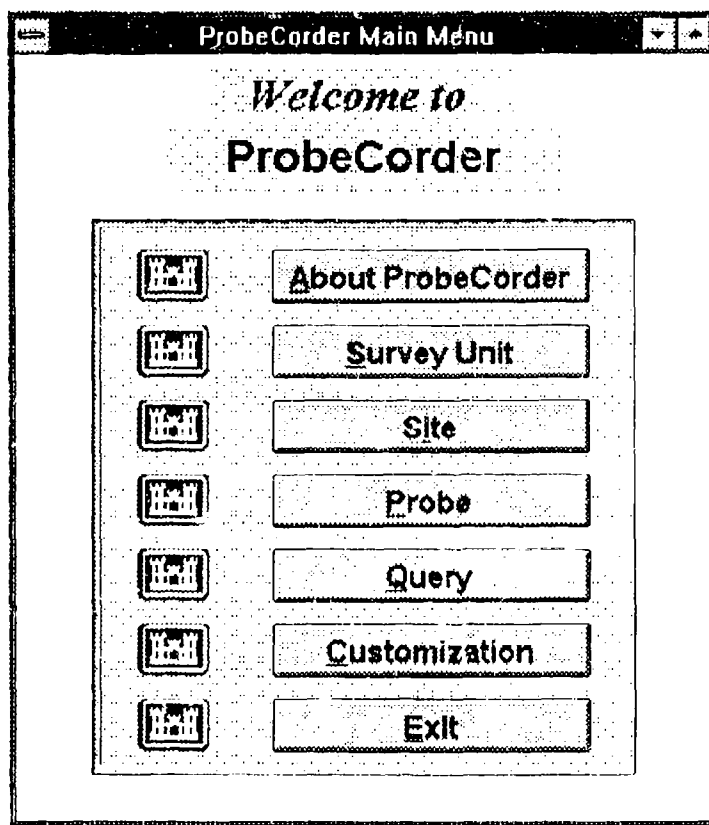 ProbeCorder Main Menu
Welcome to
ProbeCorder
About ProbeCorder
Survey Unit
Site
Probe
Query
Customization
Exit